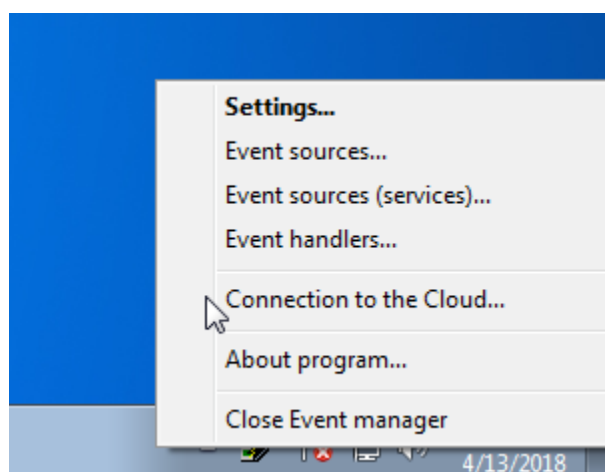 Settings...
Event sources...
Event sources (services)...
Event handlers...
Connection to the Cloud...
About program...
Close Event manager
4/13/2018